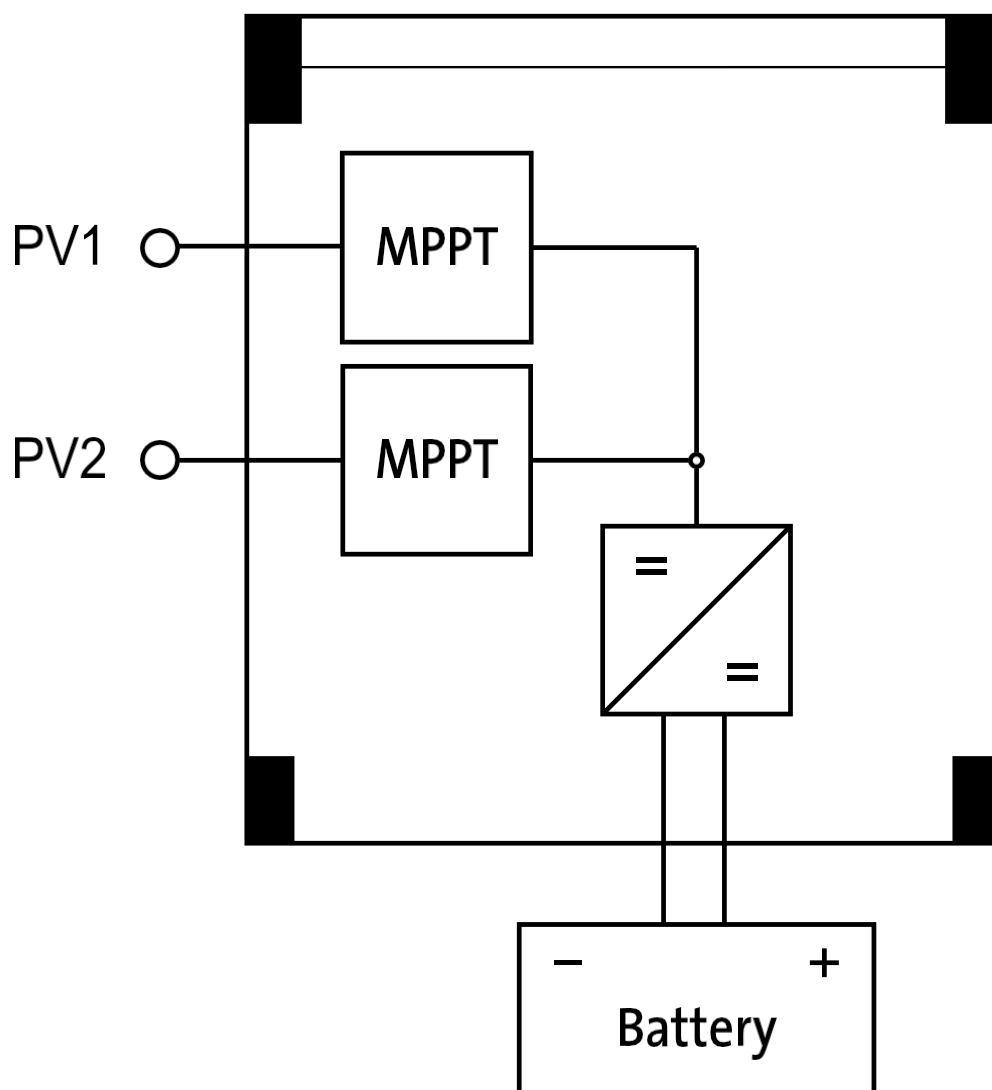 PV1
MPPT
PV2
MPPT
=
=
− +
Battery